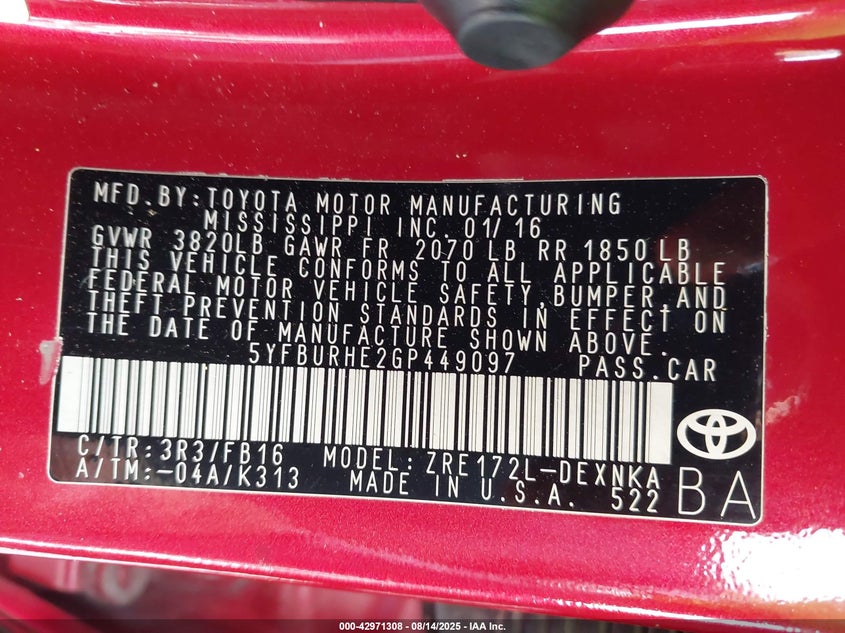 MFD.BY:TOYOTA MOTOR MANUFACTURING
MISSISSIPPI INC. 01/16
GVWR 3820LB GAWR FR 2070 LB RR 1850 LB
THIS VEHICLE CONFORMS TO ALL APPLICABLE
FEDERAL MOTOR VEHICLE SAFETY,BUMPER,AND
THEFT PREVENTION STANDARDS IN EFFECT ON
THE DATE OF MANUFACTURE SHOWN ABOVE.
5YFBURHE2GP449097 PASS.CAR
C/TR:3R3/FB16 MODEL:ZRE172L-DEXNKA
A/TM:-04A/K313 MADE IN U.S.A. 522
BA
000-42971308 - 08/14/2025 - IAA Inc.